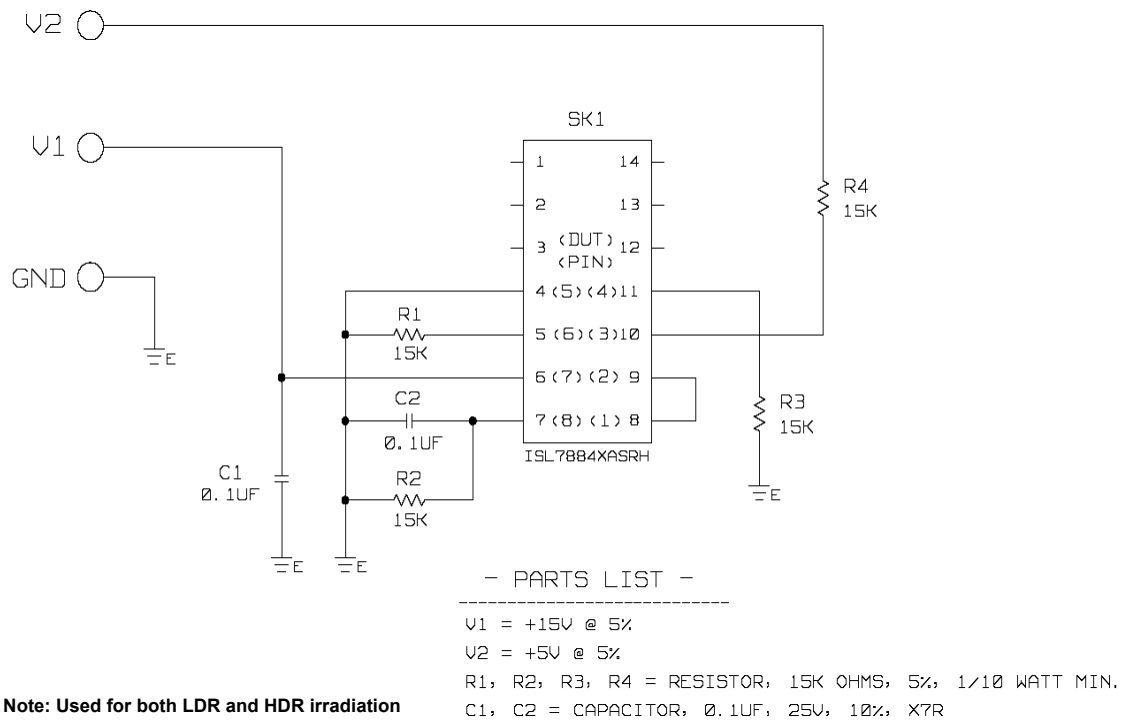 V2
V1
GND
E
SK1
1 14
2 13
3 (DUT) 12
(PIN)
4 (5) (4) 11
5 (6) (3) 10
6 (7) (2) 9
7 (8) (1) 8
ISL7884XASRH
R1
15K
C2
0.1UF
R2
15K
C1
0.1UF
E
E
R4
15K
R3
15K
E
- PARTS LIST -
----------------------------
V1 = +15V @ 5%
V2 = +5V @ 5%
R1, R2, R3, R4 = RESISTOR, 15K OHMS, 5%, 1/10 WATT MIN.
C1, C2 = CAPACITOR, 0.1UF, 25V, 10%, X7R
Note: Used for both LDR and HDR irradiation